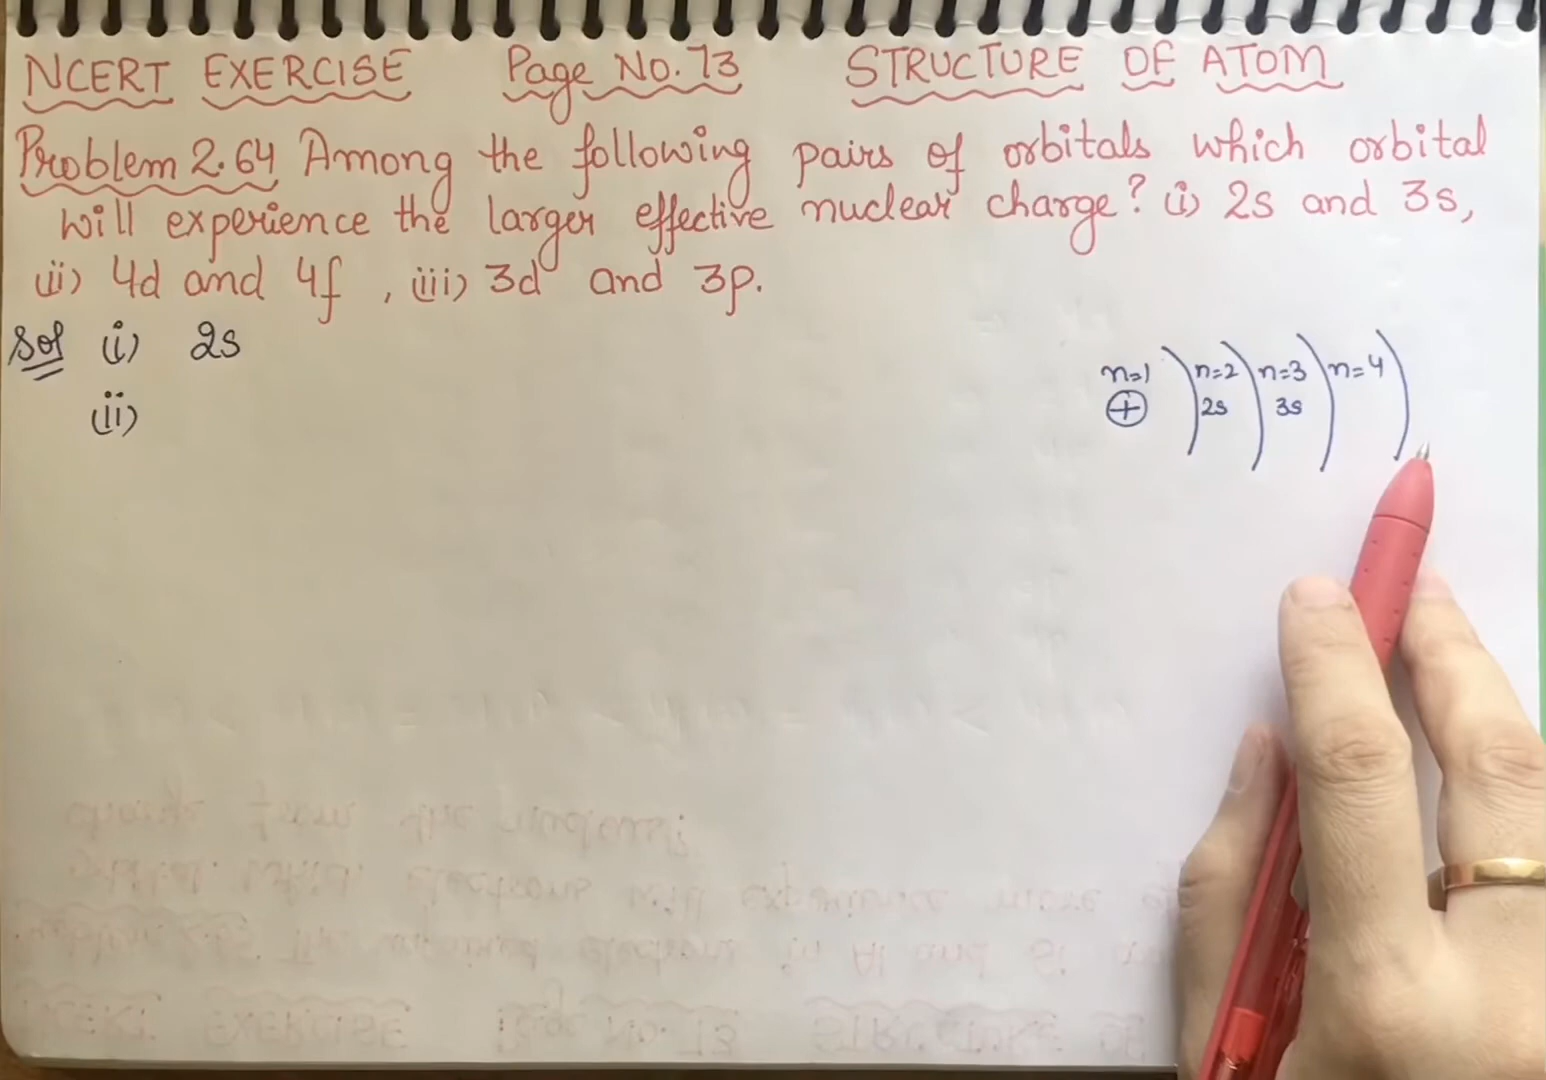 NCERT EXERCISE Page No. 73 STRUCTURE OF ATOM
Problem 2.64 Among the following pairs of orbitals which orbital
will experience the larger effective nuclear charge? (i) 2s and 3s,
(ii) 4d and 4f, (iii) 3d and 3p.
Sol (i) 2s
n=1 n=2 n=3 n=4
+ 2s 3s
(ii)